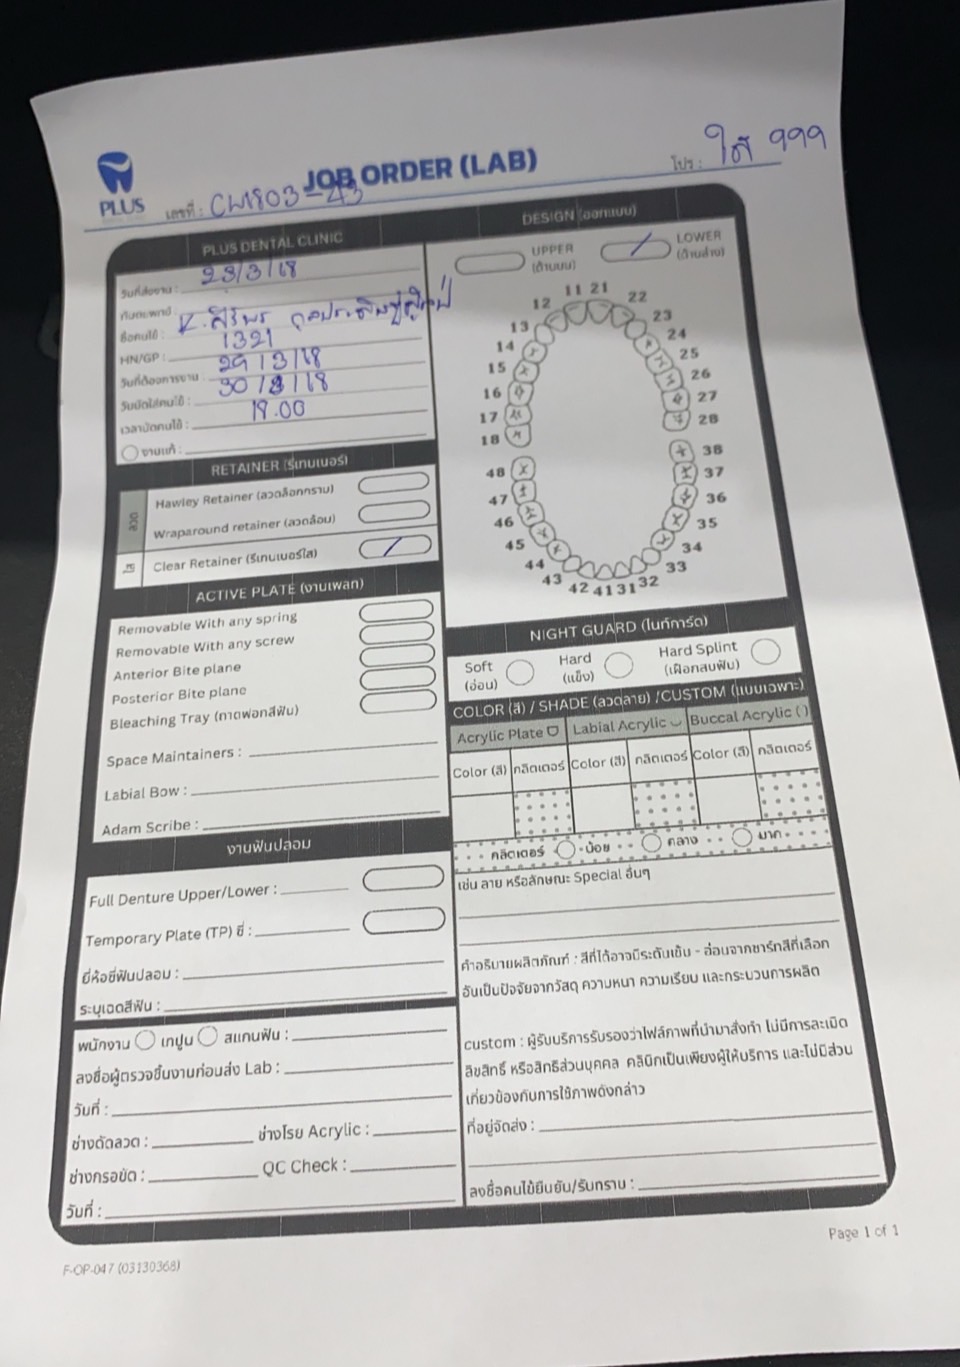 PLUS
JOB ORDER (LAB)
โปร : ใส 999
เลขที่ : CW1803-43
PLUS DENTAL CLINIC
วันที่ส่งงาน : 23/3/68
ทันตแพทย์ :
ชื่อคนไข้ : K. สิริพร
HN/GP : 1321
วันที่ต้องการงาน : 29/3/68
วันนัดใส่คนไข้ : 30/3/68
เวลานัดคนไข้ : 19.00
งานแก้ :
RETAINER (รีเทนเนอร์)
ลวด
Hawley Retainer (ลวดล็อกกราม)
Wraparound retainer (ลวดล้อม)
ใส
Clear Retainer (รีเทนเนอร์ใส) /
ACTIVE PLATE (งานเพลท)
Removable With any spring
Removable With any screw
Anterior Bite plane
Posterior Bite plane
Bleaching Tray (ถาดฟอกสีฟัน)
Space Maintainers :
Labial Bow :
Adam Scribe :
งานฟันปลอม
Full Denture Upper/Lower :
Temporary Plate (TP) ซี่ :
ยี่ห้อซี่ฟันปลอม :
ระบุเฉดสีฟัน :
พนักงาน เทปูน สแกนฟัน :
ลงชื่อผู้ตรวจชิ้นงานก่อนส่ง Lab :
วันที่ :
ช่างดัดลวด : ช่างโรย Acrylic :
ช่างกรอขัด : QC Check :
วันที่ :
DESIGN (ออกแบบ)
UPPER (ด้านบน)
/ LOWER (ด้านล่าง)
11 21
12 22
13 23
14 24
15 25
16 26
17 27
18 28
48 38
47 37
46 36
45 35
44 34
43 33
42 41 31 32
NIGHT GUARD (ไนท์การ์ด)
Soft (อ่อน)
Hard (แข็ง)
Hard Splint (เฝือกสบฟัน)
COLOR (สี) / SHADE (ลวดลาย) /CUSTOM (แบบเฉพาะ)
Acrylic Plate Labial Acrylic Buccal Acrylic ( )
Color (สี) กลิตเตอร์ Color (สี) กลิตเตอร์ Color (สี) กลิตเตอร์
กลิตเตอร์ น้อย กลาง มาก
เช่น ลาย หรือลักษณะ Special อื่นๆ
คำอธิบายผลิตภัณฑ์ : สีที่ได้อาจมีระดับเข้ม - อ่อนจากชาร์ทสีที่เลือก
อันเป็นปัจจัยจากวัสดุ ความหนา ความเรียบ และกระบวนการผลิต
custom : ผู้รับบริการรับรองว่าไฟล์ภาพที่นำมาสั่งทำ ไม่มีการละเมิด
ลิขสิทธิ์ หรือสิทธิส่วนบุคคล คลินิกเป็นเพียงผู้ให้บริการ และไม่มีส่วน
เกี่ยวข้องกับการใช้ภาพดังกล่าว
ที่อยู่จัดส่ง :
ลงชื่อคนไข้ยืนยัน/รับทราบ :
Page 1 of 1
F-OP-047 (03130368)